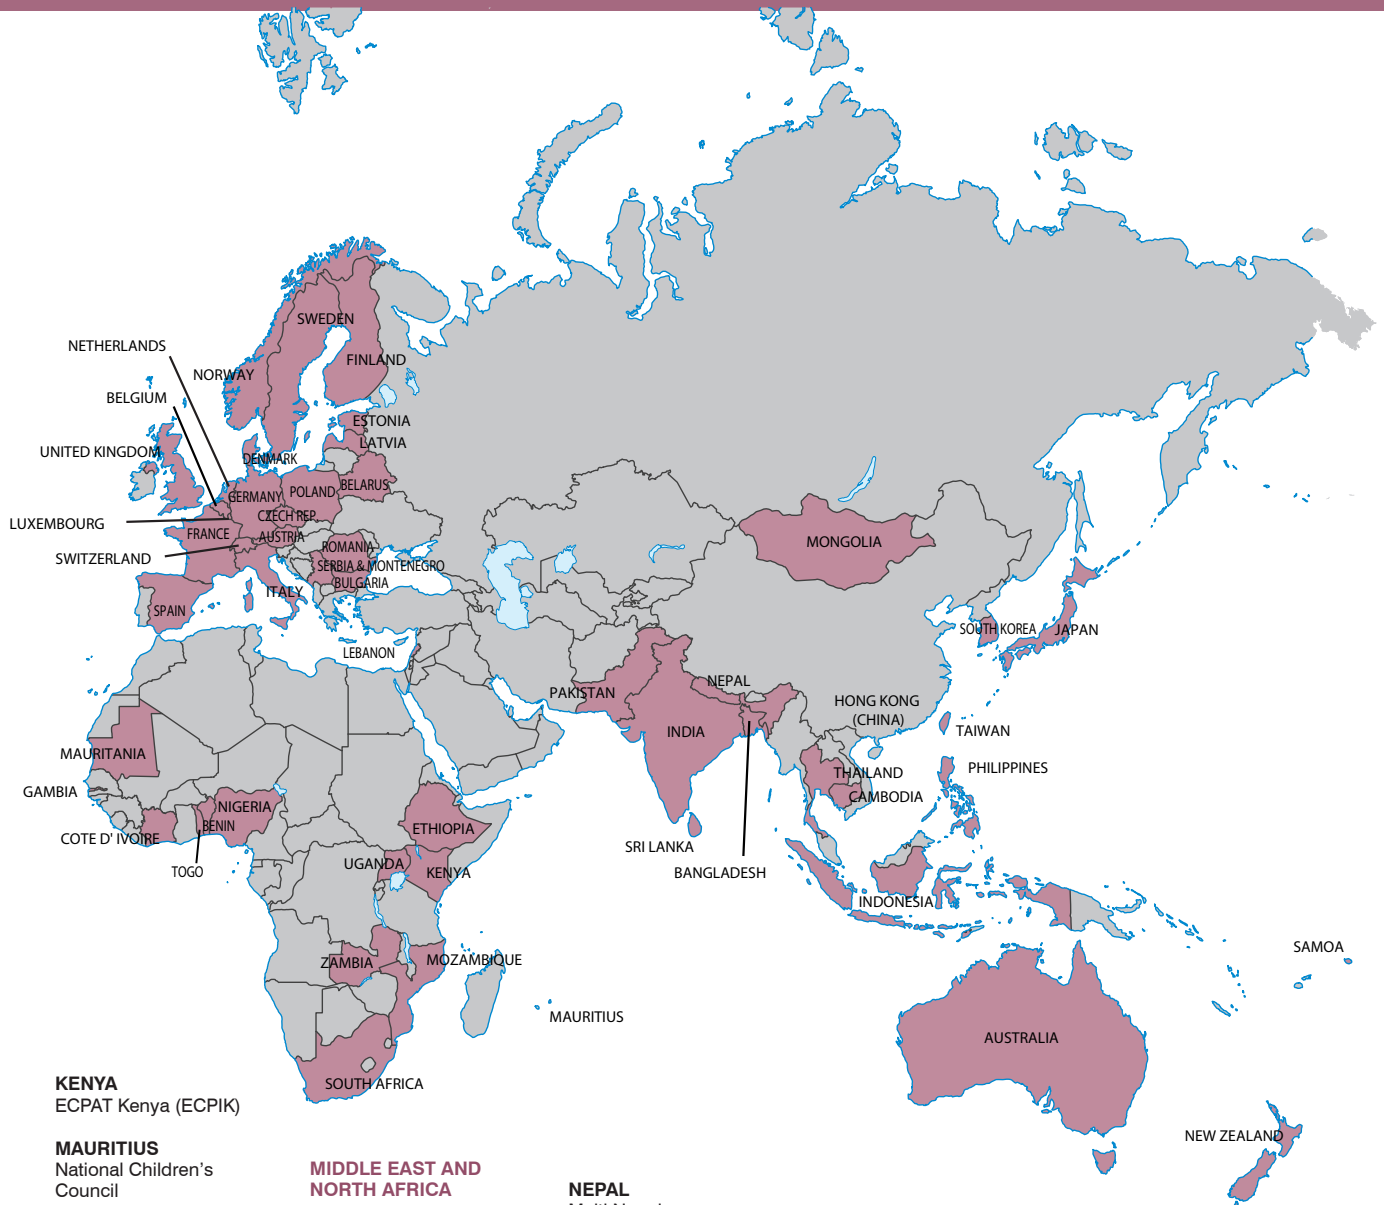 SWEDEN
NETHERLANDS
FINLAND
NORWAY
BELGIUM
ESTONIA
LATVIA
UNITED KINGDOM
DENMARK
BELARUS
POLAND
GERMANY
CZECH REP.
LUXEMBOURG
FRANCE
AUSTRIA
MONGOLIA
ROMANIA
SWITZERLAND
SERBIA & MONTENEGRO
BULGARIA
ITALY
SPAIN
SOUTH KOREA
JAPAN
LEBANON
NEPAL
PAKISTAN
HONG KONG
(CHINA)
INDIA
TAIWAN
MAURITANIA
PHILIPPINES
THAILAND
GAMBIA
CAMBODIA
NIGERIA
BENIN
ETHIOPIA
COTE D' IVOIRE
SRI LANKA
UGANDA
TOGO
KENYA
BANGLADESH
INDONESIA
SAMOA
MOZAMBIQUE
ZAMBIA
MAURITIUS
AUSTRALIA
SOUTH AFRICA
NEW ZEALAND
KENYA
ECPAT Kenya (ECPIK)
MAURITIUS
National Children's
Council
MIDDLE EAST AND
NORTH AFRICA
NEPAL